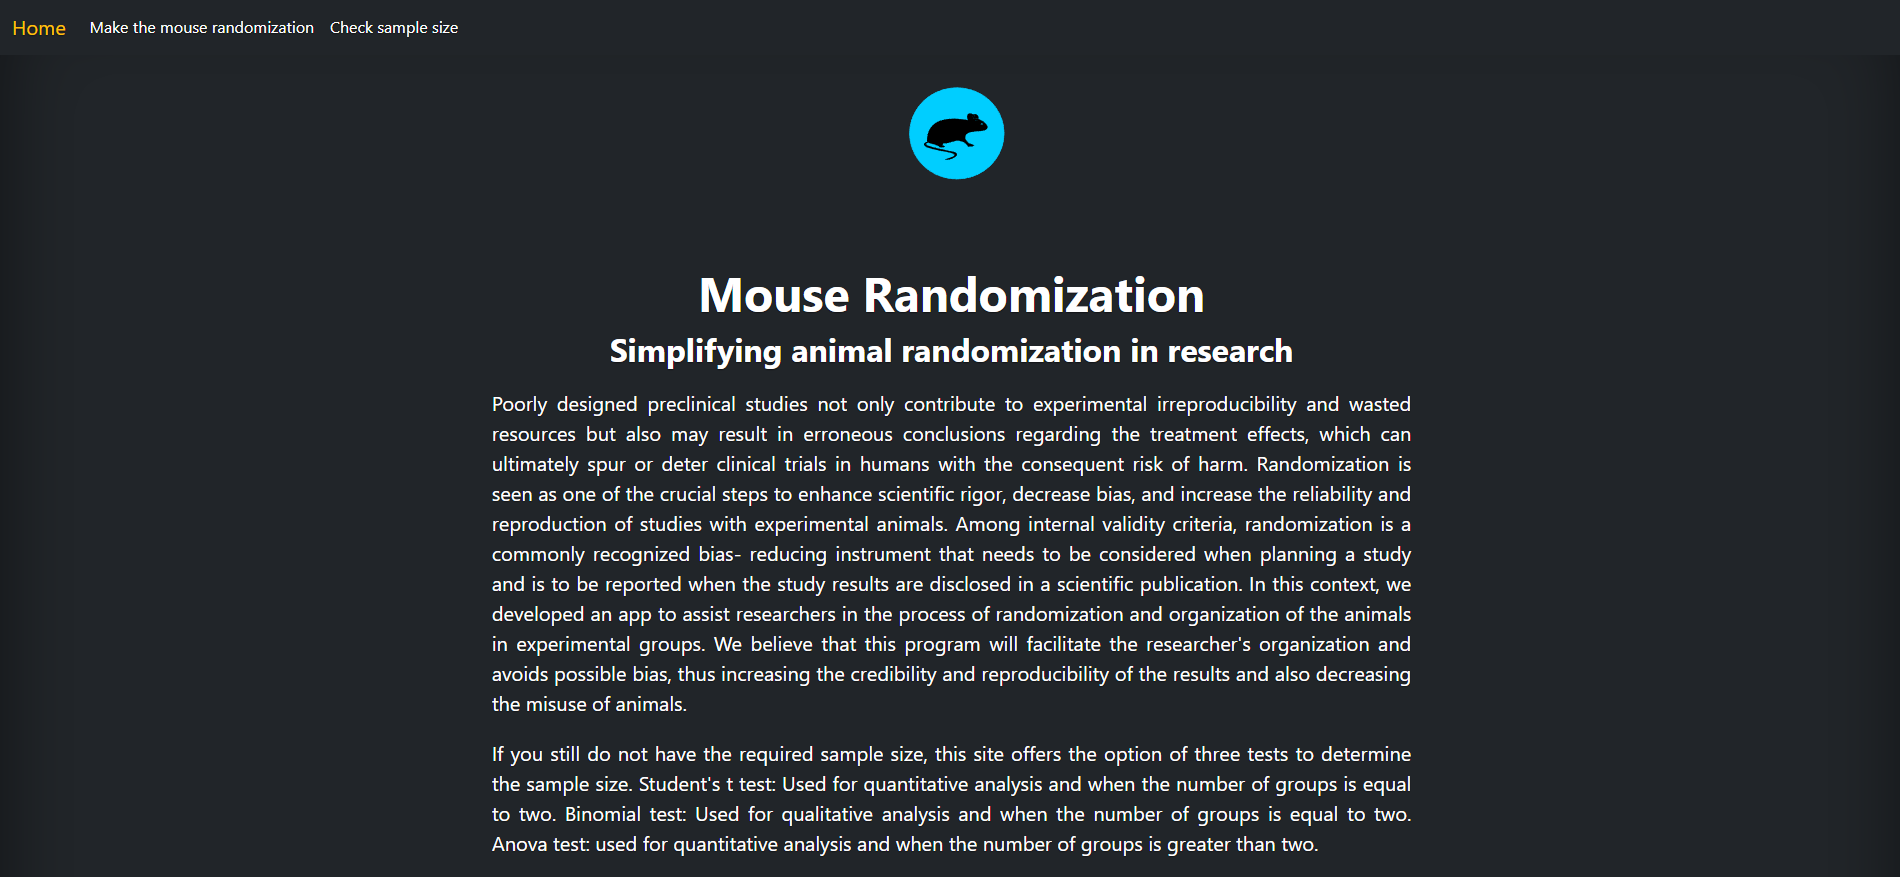 Home
Make the mouse randomization
Check sample size
Mouse Randomization
Simplifying animal randomization in research
Poorly designed preclinical studies not only contribute to experimental irreproducibility and wasted
resources but also may result in erroneous conclusions regarding the treatment effects, which can
ultimately spur or deter clinical trials in humans with the consequent risk of harm. Randomization is
seen as one of the crucial steps to enhance scientific rigor, decrease bias, and increase the reliability and
reproduction of studies with experimental animals. Among internal validity criteria, randomization is a
commonly recognized bias- reducing instrument that needs to be considered when planning a study
and is to be reported when the study results are disclosed in a scientific publication. In this context, we
developed an app to assist researchers in the process of randomization and organization of the animals
in experimental groups. We believe that this program will facilitate the researcher's organization and
avoids possible bias, thus increasing the credibility and reproducibility of the results and also decreasing
the misuse of animals.
If you still do not have the required sample size, this site offers the option of three tests to determine
the sample size. Student's t test: Used for quantitative analysis and when the number of groups is equal
to two. Binomial test: Used for qualitative analysis and when the number of groups is equal to two.
Anova test: used for quantitative analysis and when the number of groups is greater than two.